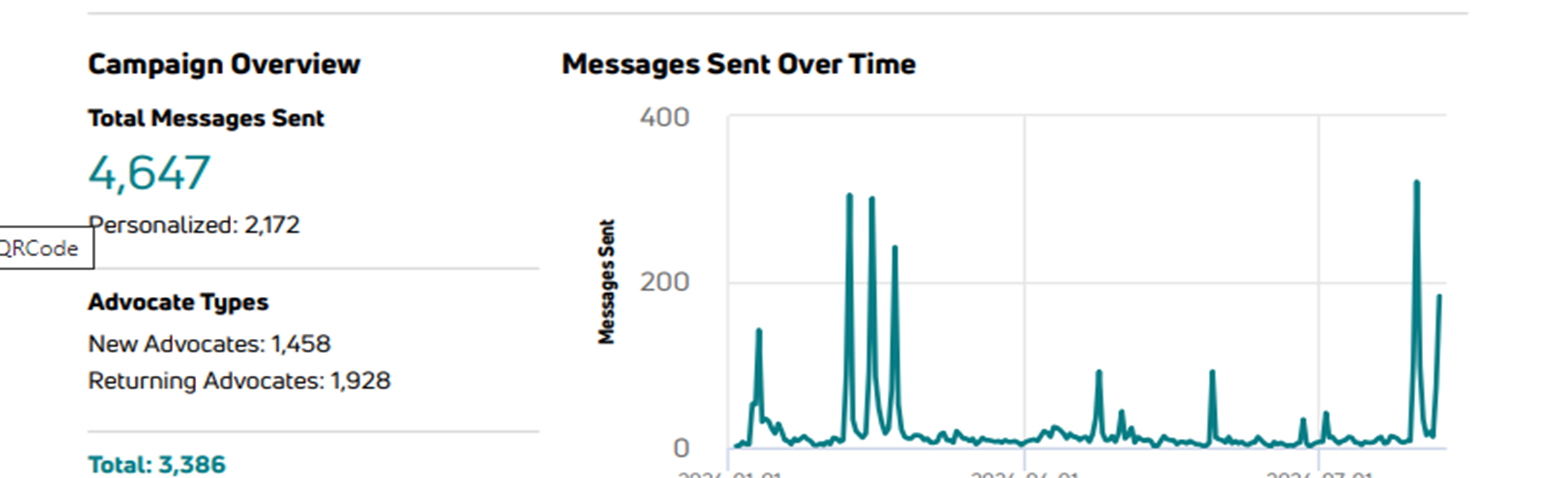 Campaign Overview
Total Messages Sent
4,647
Personalized: 2,172
QRCode
Advocate Types
New Advocates: 1,458
Returning Advocates: 1,928
Total: 3,386
Messages Sent Over Time
Messages Sent
400
200
0